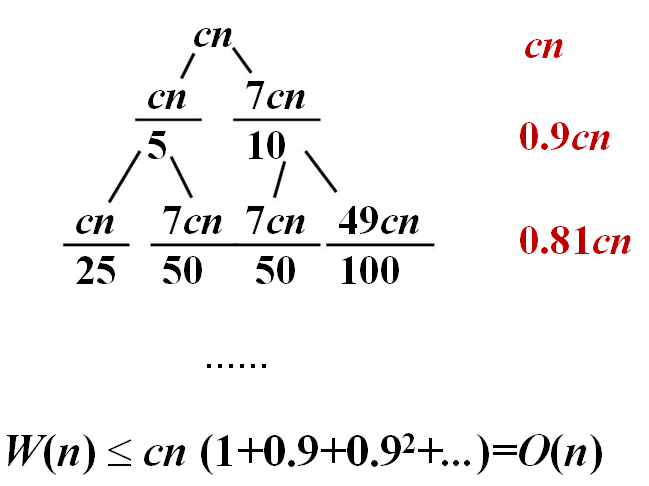 cn cn
cn 7cn
5 10 0.9cn
cn 7cn 7cn 49cn
25 50 50 100 0.81cn
......
W(n) ≤ cn (1+0.9+0.9²+...)=O(n)